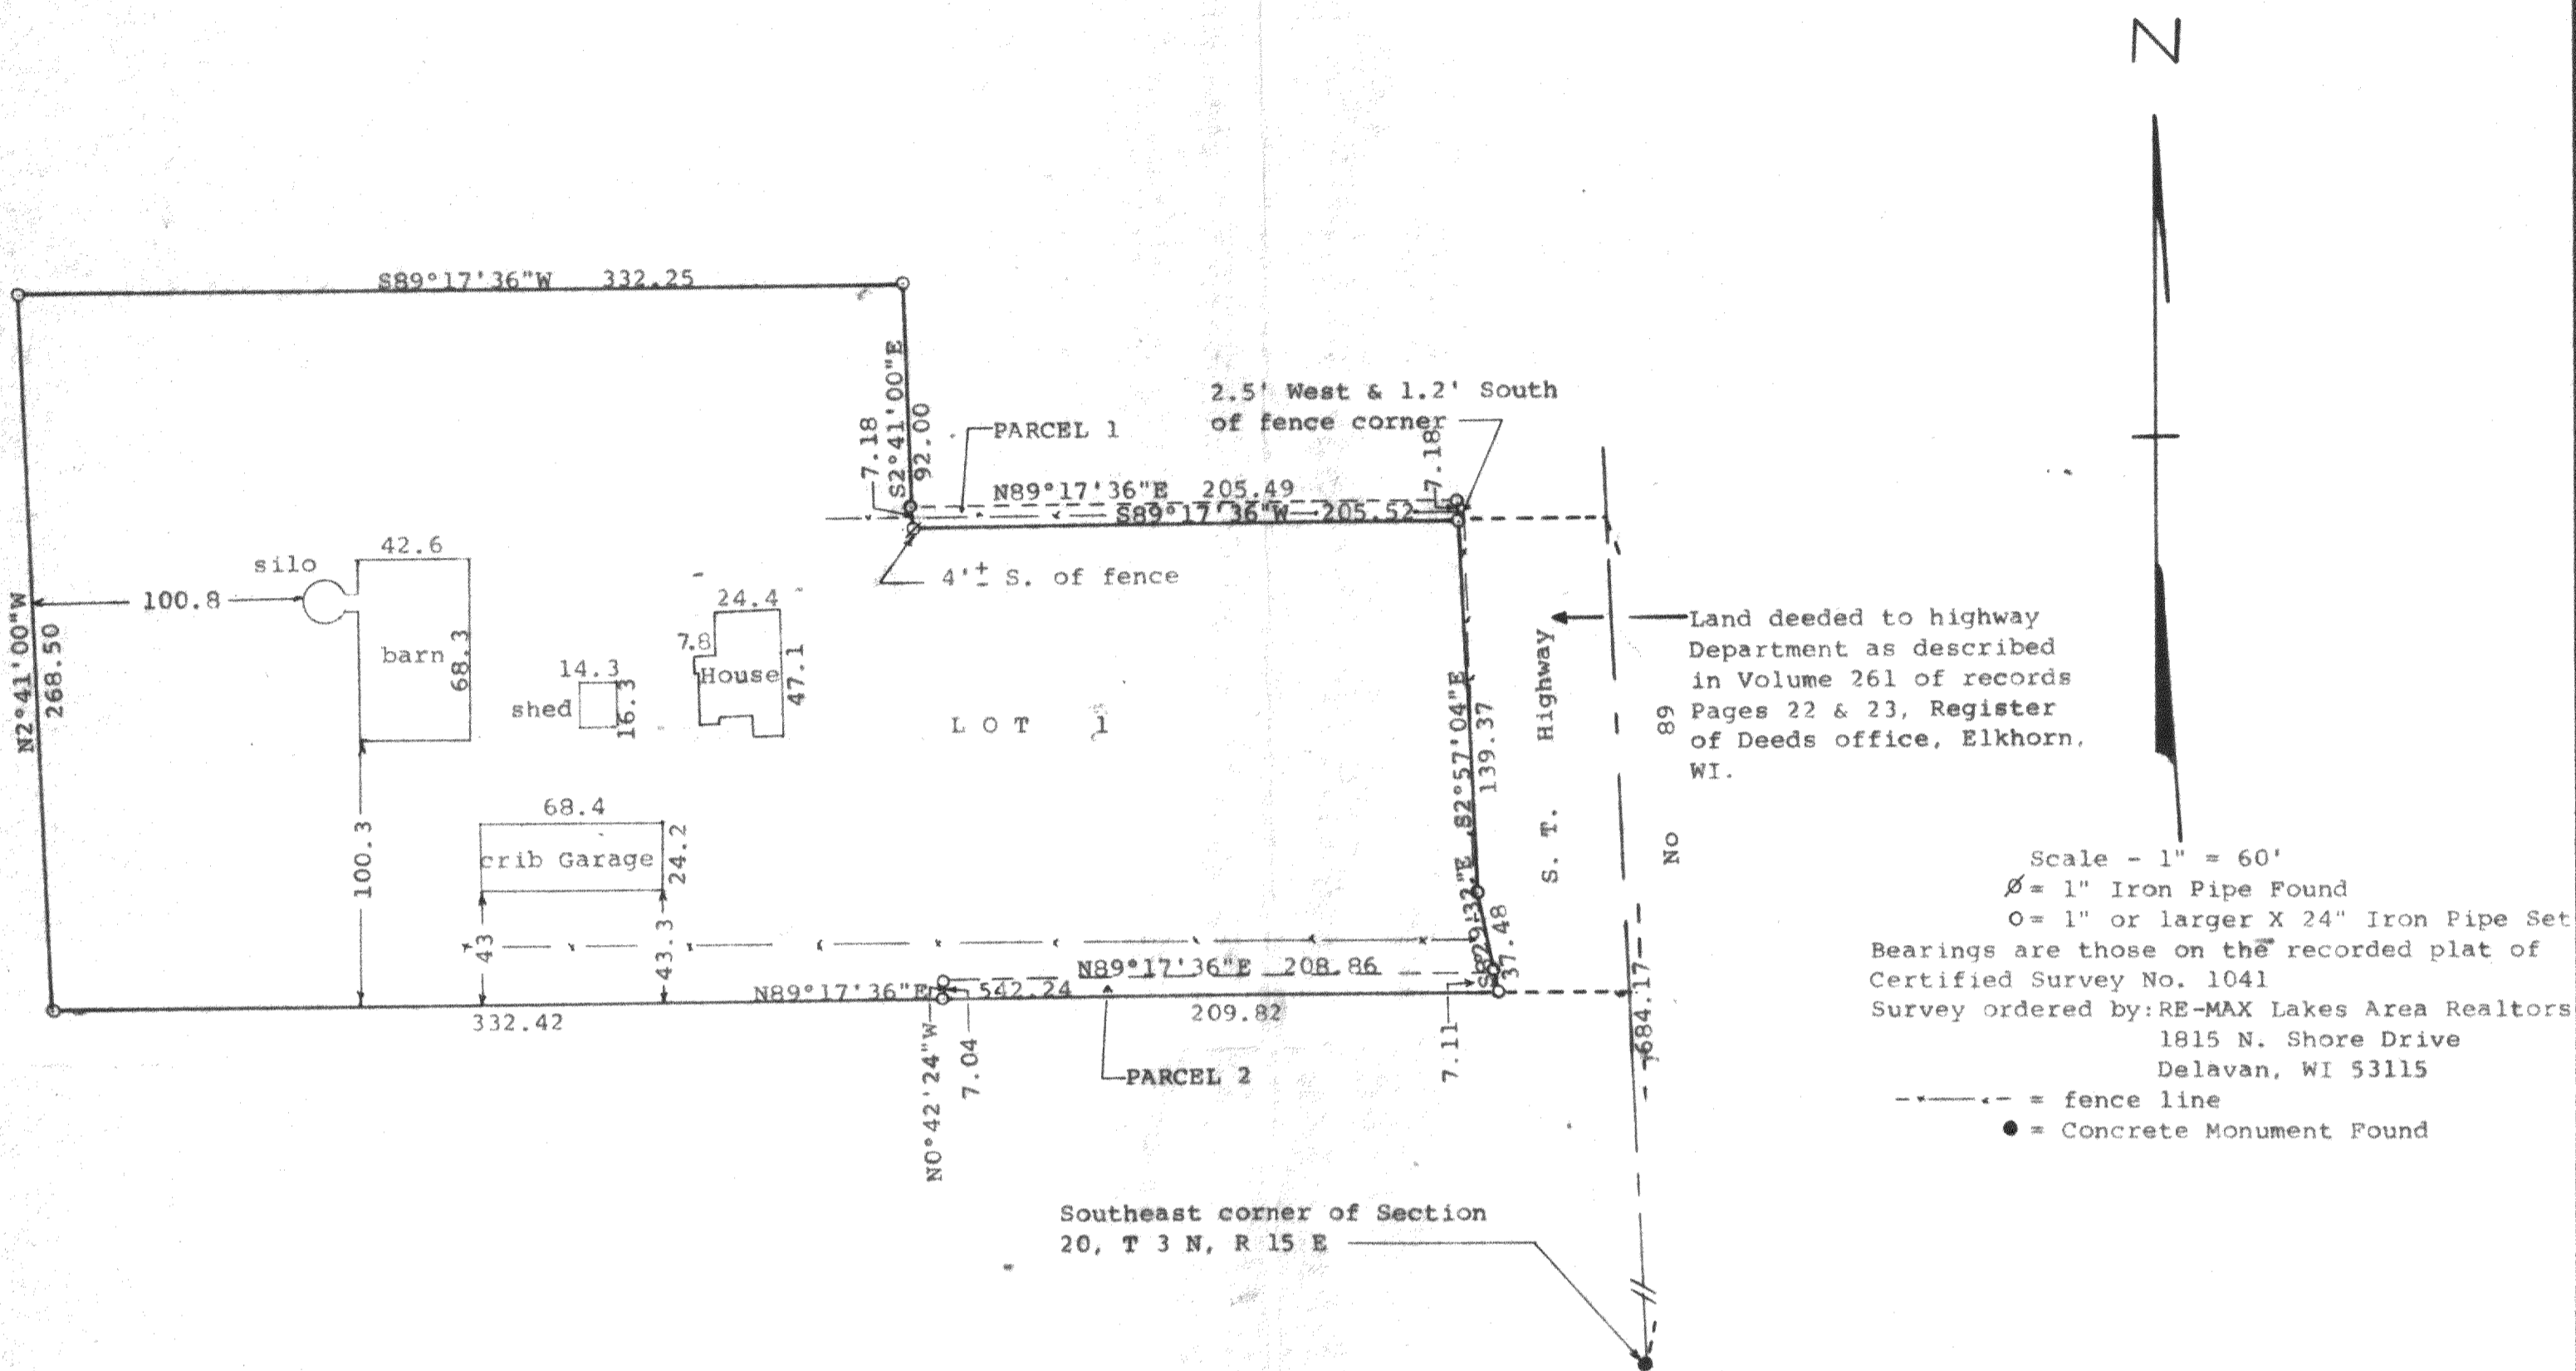 N
S89°17'36"W 332.25
S2°41'00"E
92.00
7.18
PARCEL 1
2.5' West & 1.2' South
of fence corner
7.18
N89°17'36"E 205.49
S89°17'36"W 205.52
4'± S. of fence
silo
42.6
100.8
barn
68.3
N2°41'00"W
268.50
14.3
shed
16.3
24.4
7.8
House
47.1
LOT 1
S2°57'04"E
139.37
S. T. Highway
No 89
Land deeded to highway
Department as described
in Volume 261 of records
Pages 22 & 23, Register
of Deeds office, Elkhorn,
WI.
68.4
crib Garage
24.2
100.3
43
43.3
37.48
N89°17'36"E 208.86
N89°17'36"E 542.24
332.42
209.82
N0°42'24"W
7.04
PARCEL 2
7.11
684.17
Southeast corner of Section
20, T 3 N, R 15 E
Scale - 1" = 60'
Ø = 1" Iron Pipe Found
O = 1" or larger X 24" Iron Pipe Set
Bearings are those on the recorded plat of
Certified Survey No. 1041
Survey ordered by: RE-MAX Lakes Area Realtors
1815 N. Shore Drive
Delavan, WI 53115
= fence line
● = Concrete Monument Found